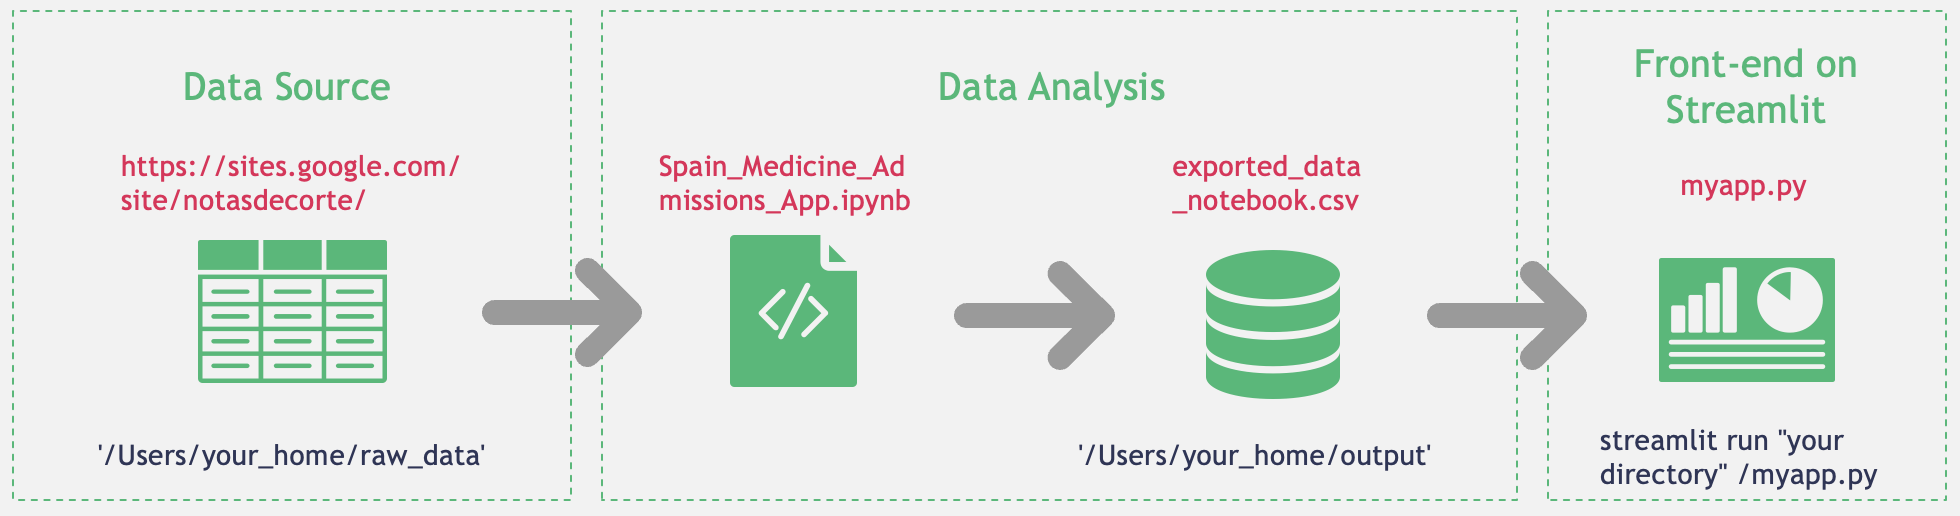 Data Source
https://sites.google.com/
site/notasdecorte/
'/Users/your_home/raw_data'
Data Analysis
Spain_Medicine_Ad
missions_App.ipynb
exported_data
_notebook.csv
'/Users/your_home/output'
Front-end on
Streamlit
myapp.py
streamlit run "your
directory" /myapp.py